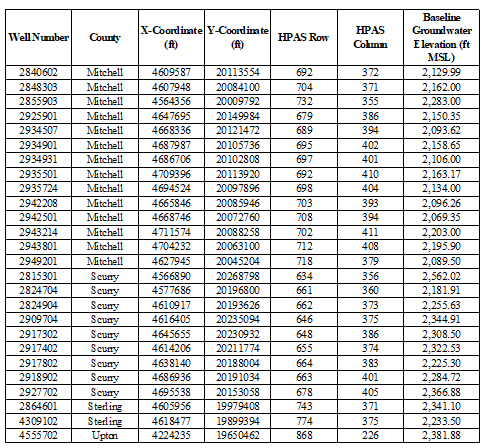 Well Number County X-Coordinate (ft) Y-Coordinate (ft) HPAS Row HPAS Column Baseline Groundwater Elevation (ft MSL)
2840602 Mitchell 4609587 20113554 692 372 2,129.99
2848303 Mitchell 4607948 20084100 704 371 2,162.00
2855903 Mitchell 4564356 20009792 732 355 2,283.00
2925901 Mitchell 4647695 20149984 679 386 2,150.35
2934507 Mitchell 4668336 20121472 689 394 2,093.62
2934901 Mitchell 4687987 20105736 695 402 2,158.65
2934931 Mitchell 4686706 20102808 697 401 2,106.00
2935501 Mitchell 4709396 20113920 692 410 2,163.17
2935724 Mitchell 4694524 20097896 698 404 2,134.00
2942208 Mitchell 4665846 20085946 703 393 2,096.26
2942501 Mitchell 4668746 20072760 708 394 2,069.35
2943214 Mitchell 4711574 20088258 702 411 2,203.00
2943801 Mitchell 4704232 20063100 712 408 2,195.90
2949201 Mitchell 4627945 20045204 718 379 2,089.50
2815301 Scurry 4566890 20268798 634 356 2,562.02
2824704 Scurry 4577686 20196800 661 360 2,181.91
2824904 Scurry 4610917 20193626 662 373 2,255.63
2909704 Scurry 4616405 20235094 646 375 2,344.91
2917302 Scurry 4645655 20230932 648 386 2,308.50
2917402 Scurry 4614206 20211774 655 374 2,322.53
2917802 Scurry 4638140 20188004 664 383 2,225.30
2918902 Scurry 4686936 20191034 663 401 2,284.72
2927702 Scurry 4695538 20153058 678 405 2,366.88
2864601 Sterling 4605956 19979408 743 371 2,341.10
4309102 Sterling 4618477 19899394 774 375 2,233.50
4555702 Upton 4224235 19650462 868 226 2,381.88